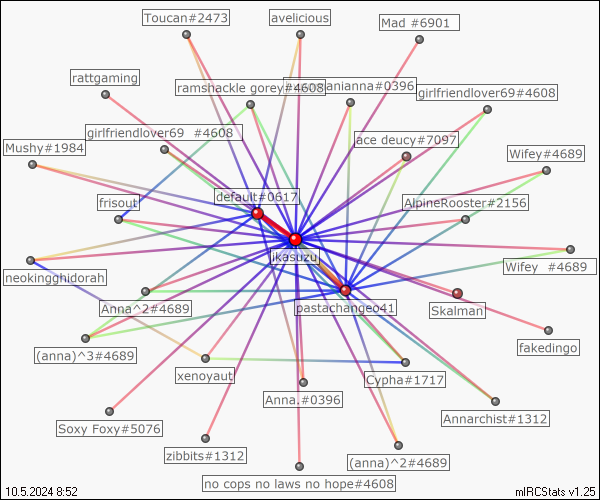 Toucan#2473
avelicious
Mad #6901
rattgaming
ramshackle gorey#4608
anianna#0396
girlfriendlover69#4608
girlfriendlover69 #4608
ace deucy#7097
Mushy#1984
Wifey#4689
default#0617
frisout
AlpineRooster#2156
ikasuzu
neokingghidorah
Wifey #4689
Anna^2#4689
pastachangeo41
Skalman
(anna)^3#4689
fakedingo
xenoyaut
Cypha#1717
Anna.#0396
Annarchist#1312
Soxy Foxy#5076
zibbits#1312
(anna)^2#4689
no cops no laws no hope#4608
10.5.2024 8:52
mIRCStats v1.25